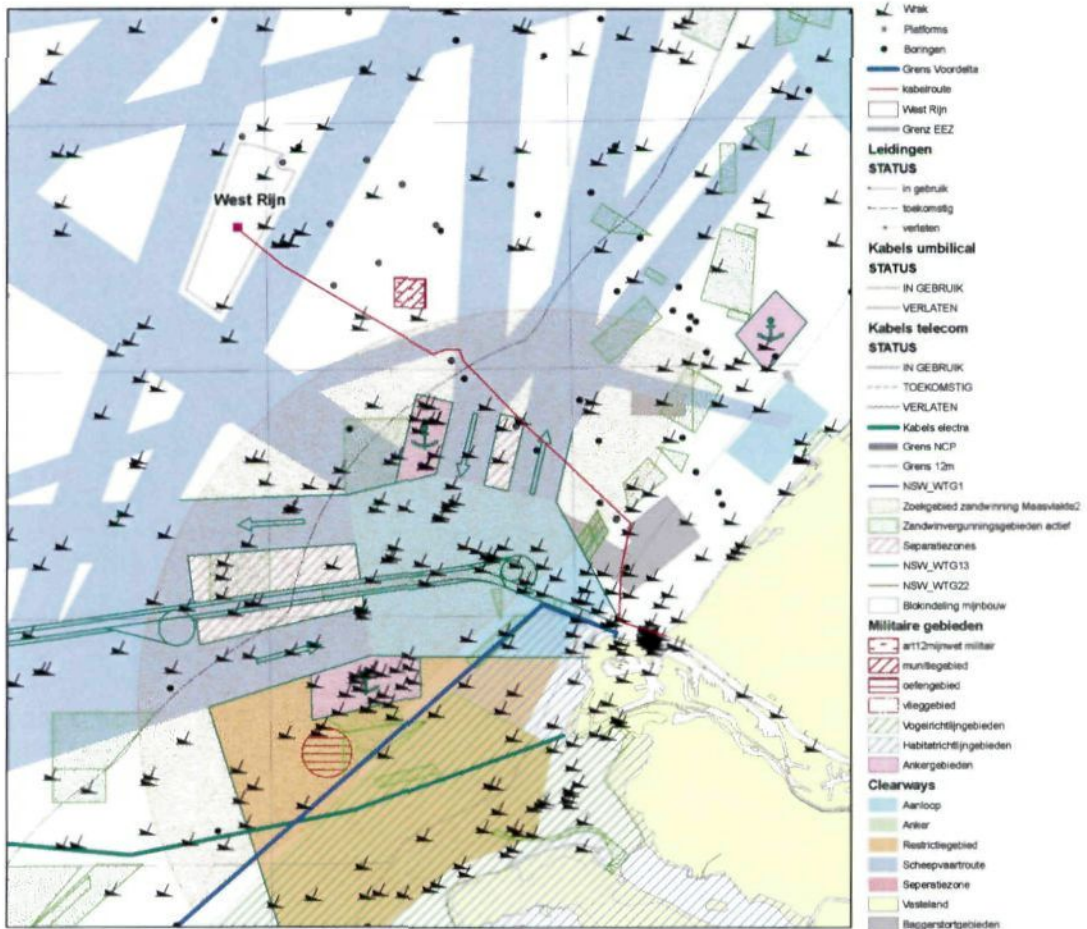 West Rijn
Wrak
Platforms
Boringen
Grens Voordelta
kabelroute
West Rijn
Grenz EEZ
Leidingen
STATUS
in gebruik
toekomstig
verlaten
Kabels umbilical
STATUS
IN GEBRUIK
VERLATEN
Kabels telecom
STATUS
IN GEBRUIK
TOEKOMSTIG
VERLATEN
Kabels electra
Grens NCP
Grens 12m
NSW_WTG1
Zoekgebied zandwinning Maasvlakte2
Zandwinvergunningsgebieden actief
Separatiezones
NSW_WTG13
NSW_WTG22
Blokindeling mijnbouw
Militaire gebieden
art12mijnwet militair
munitiegebied
oefengebied
vlieggebied
Vogelrichtlijngebieden
Habitatrichtlijngebieden
Ankergebieden
Clearways
Aanloop
Anker
Restrictiegebied
Scheepvaartroute
Seperatiezone
Vasteland
Baggerstortgebieden